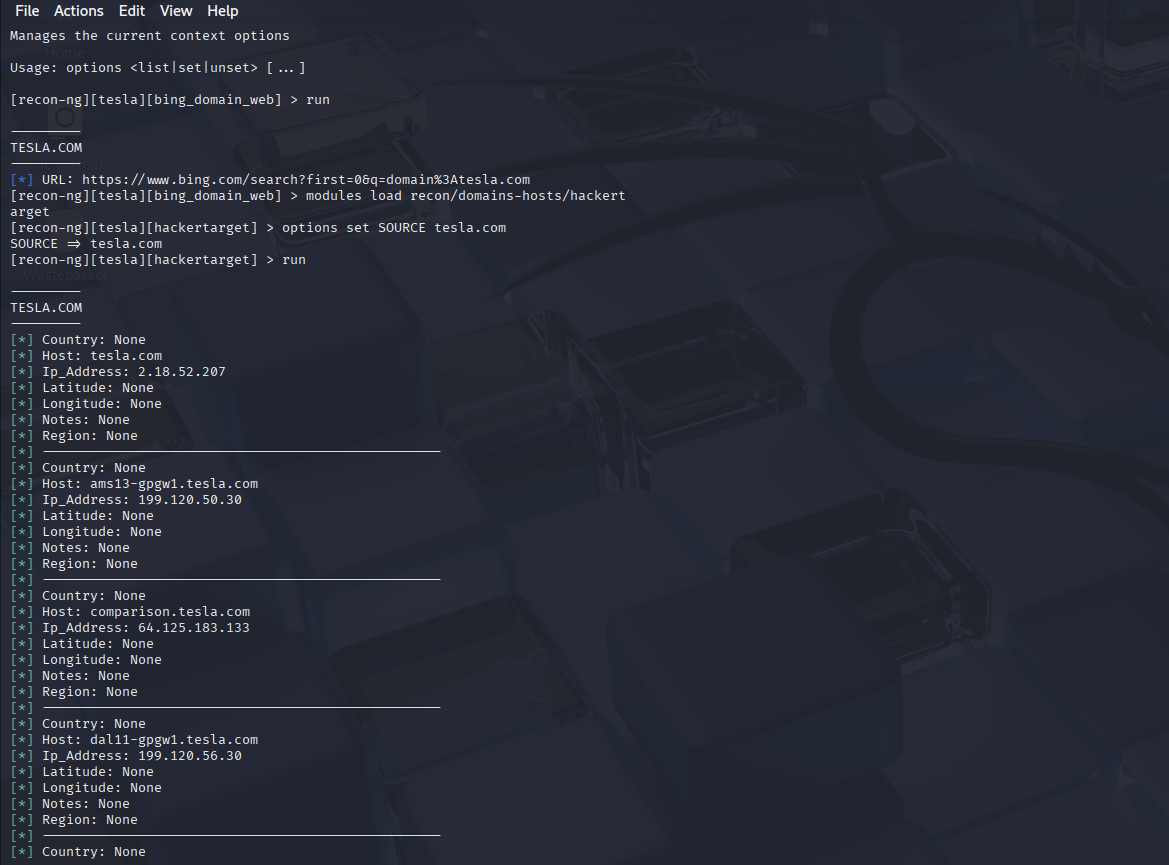 File Actions Edit View Help
Manages the current context options
Home
Usage: options <list|set|unset> [...]
[recon-ng][tesla][bing_domain_web] > run
---------
TESLA.COM
---------
[*] URL: https://www.bing.com/search?first=0&q=domain%3Atesla.com
[recon-ng][tesla][bing_domain_web] > modules load recon/domains-hosts/hackert
arget
[recon-ng][tesla][hackertarget] > options set SOURCE tesla.com
SOURCE => tesla.com
[recon-ng][tesla][hackertarget] > run
Wastebasket
---------
TESLA.COM
---------
[*] Country: None
[*] Host: tesla.com
[*] Ip_Address: 2.18.52.207
[*] Latitude: None
[*] Longitude: None
[*] Notes: None
[*] Region: None
[*] --------------------------------------------------
[*] Country: None
[*] Host: ams13-gpgw1.tesla.com
[*] Ip_Address: 199.120.50.30
[*] Latitude: None
[*] Longitude: None
[*] Notes: None
[*] Region: None
[*] --------------------------------------------------
[*] Country: None
[*] Host: comparison.tesla.com
[*] Ip_Address: 64.125.183.133
[*] Latitude: None
[*] Longitude: None
[*] Notes: None
[*] Region: None
[*] --------------------------------------------------
[*] Country: None
[*] Host: dal11-gpgw1.tesla.com
[*] Ip_Address: 199.120.56.30
[*] Latitude: None
[*] Longitude: None
[*] Notes: None
[*] Region: None
[*] --------------------------------------------------
[*] Country: None